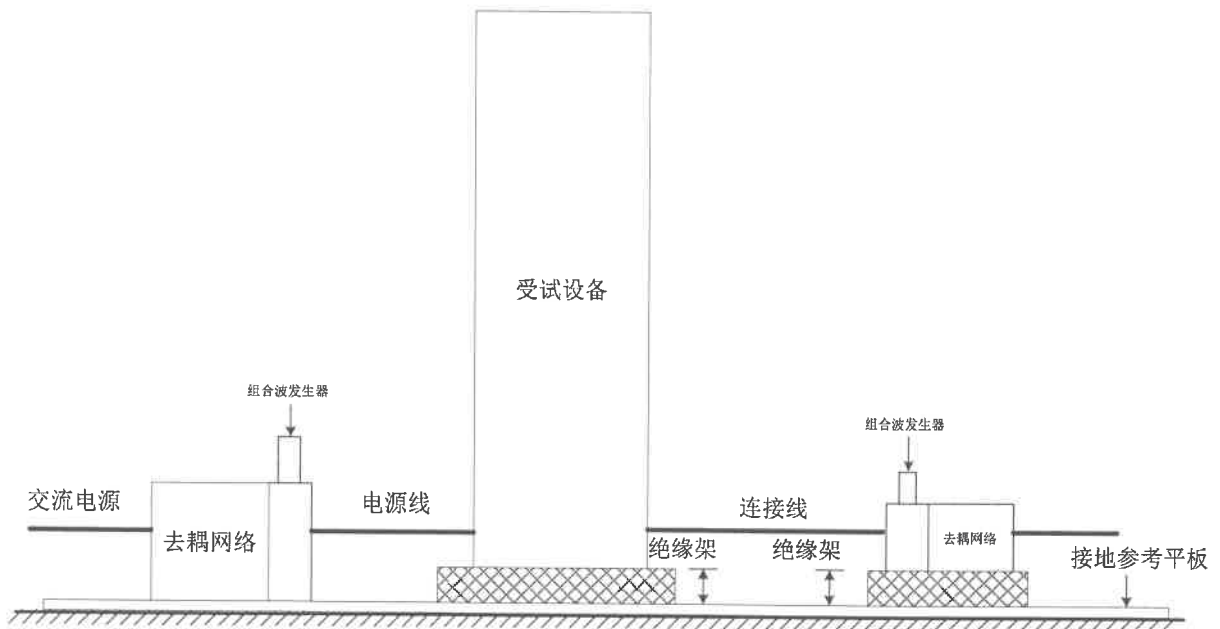 受试设备
组合波发生器
组合波发生器
交流电源
电源线
连接线
去耦网络
绝缘架
绝缘架
去耦网络
接地参考平板